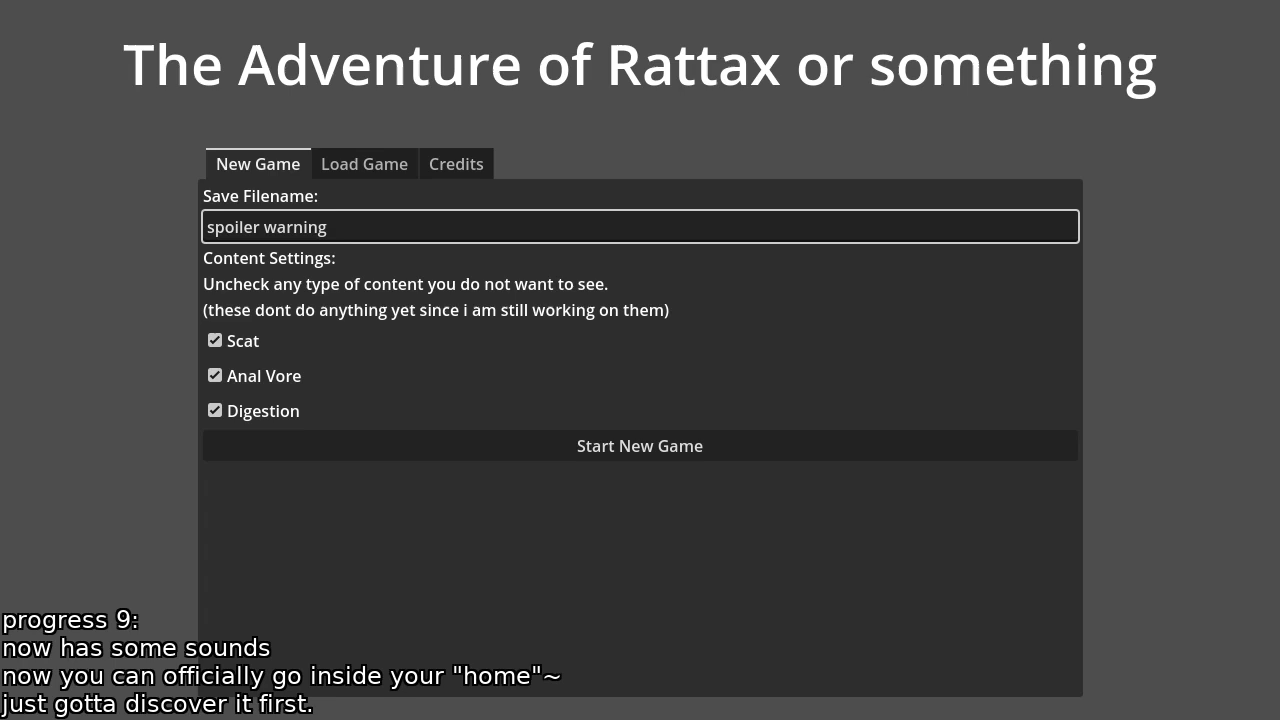 The Adventure of Rattax or something
New Game Load Game Credits
Save Filename:
spoiler warning
Content Settings:
Uncheck any type of content you do not want to see.
(these dont do anything yet since i am still working on them)
Scat
Anal Vore
Digestion
Start New Game
progress 9:
now has some sounds
now you can officially go inside your "home"~
just gotta discover it first.